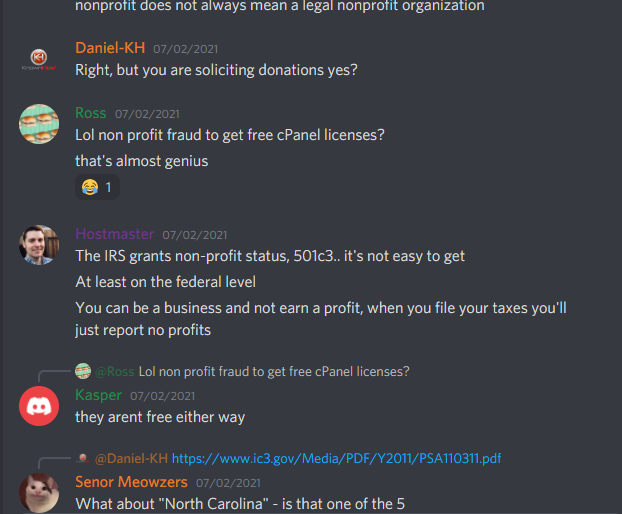 nonprofit does not always mean a legal nonprofit organization
Daniel-KH 07/02/2021
Right, but you are soliciting donations yes?
Ross 07/02/2021
Lol non profit fraud to get free cPanel licenses?
that's almost genius
😂 1
Hostmaster 07/02/2021
The IRS grants non-profit status, 501c3.. it's not easy to get
At least on the federal level
You can be a business and not earn a profit, when you file your taxes you'll
just report no profits
@Ross Lol non profit fraud to get free cPanel licenses?
Kasper 07/02/2021
they arent free either way
@Daniel-KH https://www.ic3.gov/Media/PDF/Y2011/PSA110311.pdf
Senor Meowzers 07/02/2021
What about "North Carolina" - is that one of the 5